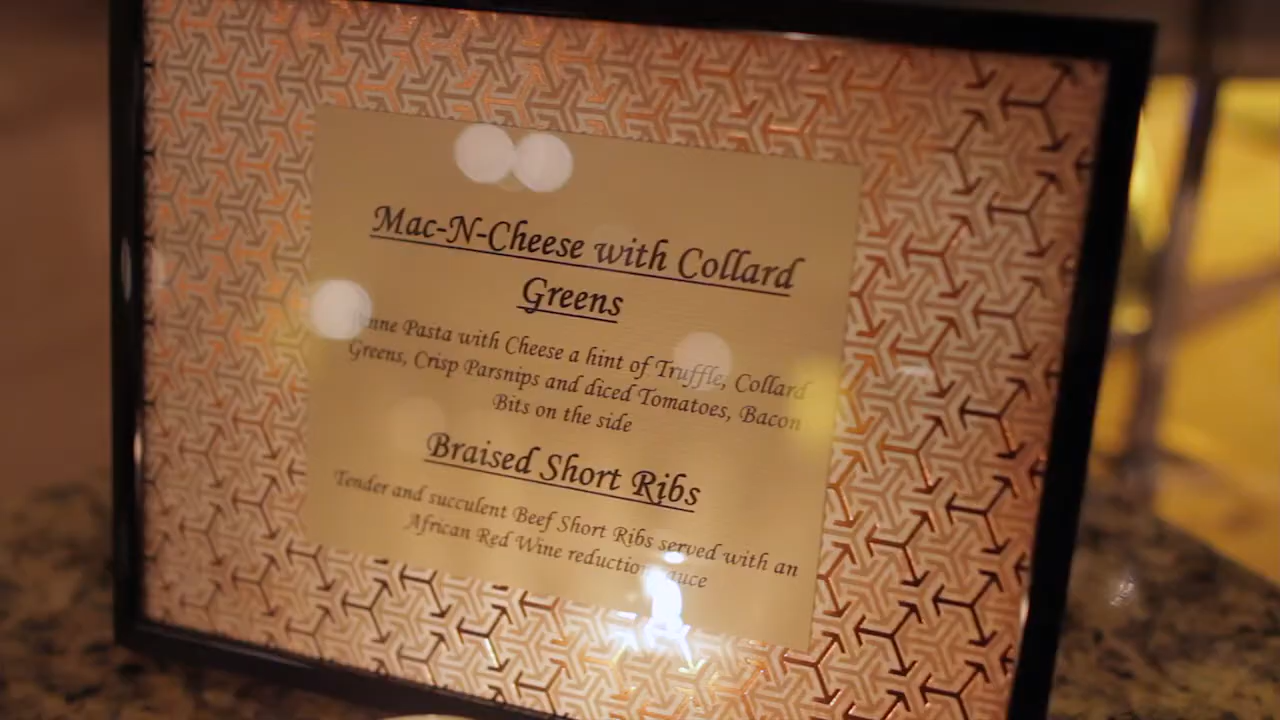 Mac-N-Cheese with Collard
Greens
Penne Pasta with Cheese a hint of Truffle, Collard
Greens, Crisp Parsnips and diced Tomatoes, Bacon
Bits on the side
Braised Short Ribs
Tender and succulent Beef Short Ribs served with an
African Red Wine reduction sauce